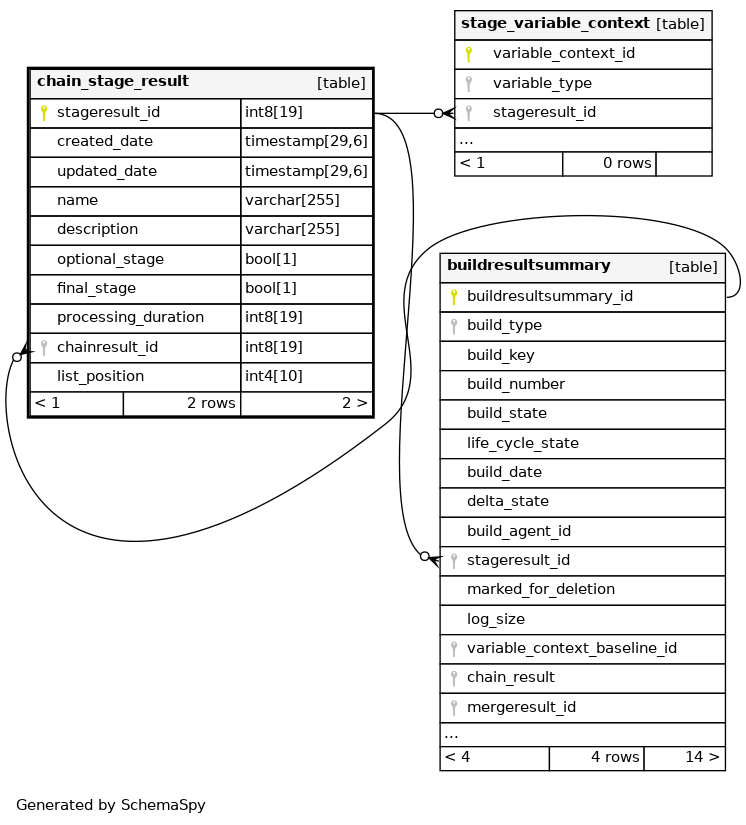 stage_variable_context [table]
variable_context_id
variable_type
stageresult_id
...
< 1 0 rows
chain_stage_result [table]
stageresult_id int8[19]
created_date timestamp[29,6]
updated_date timestamp[29,6]
name varchar[255]
description varchar[255]
optional_stage bool[1]
final_stage bool[1]
processing_duration int8[19]
chainresult_id int8[19]
list_position int4[10]
< 1 2 rows 2 >
buildresultsummary [table]
buildresultsummary_id
build_type
build_key
build_number
build_state
life_cycle_state
build_date
delta_state
build_agent_id
stageresult_id
marked_for_deletion
log_size
variable_context_baseline_id
chain_result
mergeresult_id
...
< 4 4 rows 14 >
Generated by SchemaSpy